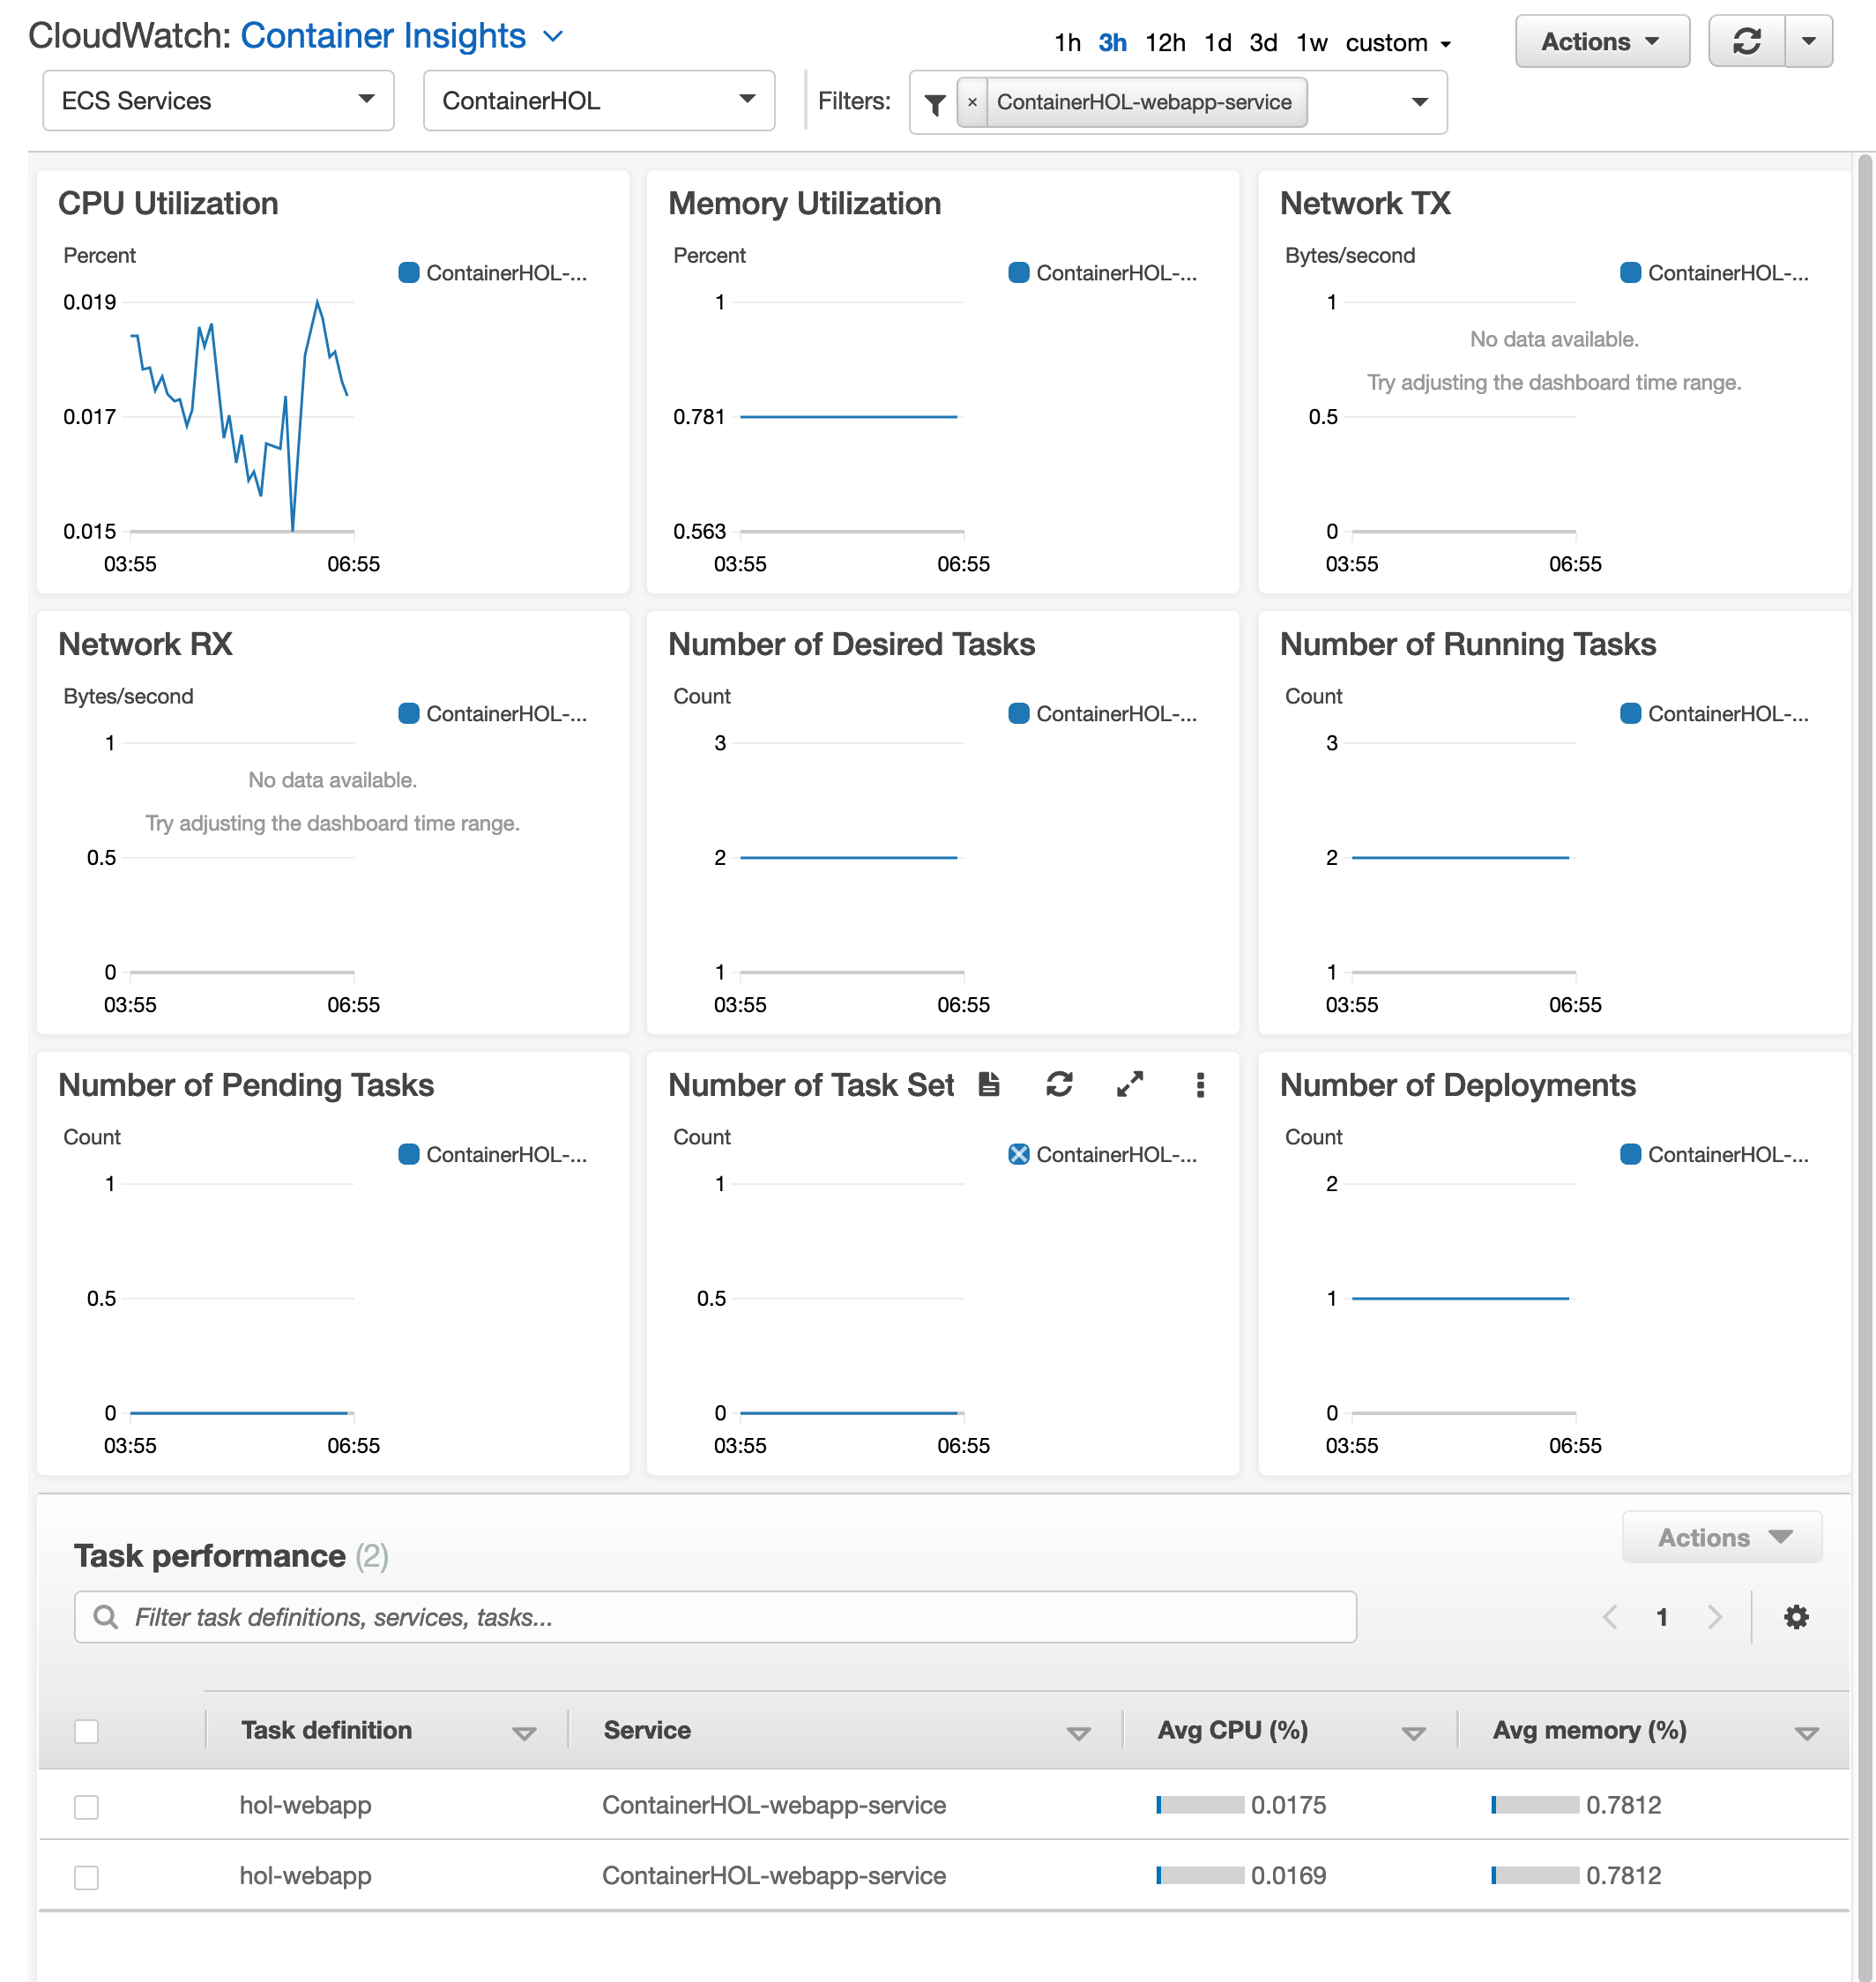 CloudWatch: Container Insights
1h 3h 12h 1d 3d 1w custom
Actions
ECS Services
ContainerHOL
Filters:
× ContainerHOL-webapp-service
CPU Utilization
Percent
ContainerHOL-...
0.019
0.017
0.015
03:55
06:55
Memory Utilization
Percent
ContainerHOL-...
1
0.781
0.563
03:55
06:55
Network TX
Bytes/second
ContainerHOL-...
1
No data available.
Try adjusting the dashboard time range.
0.5
0
03:55
06:55
Network RX
Bytes/second
ContainerHOL-...
1
No data available.
Try adjusting the dashboard time range.
0.5
0
03:55
06:55
Number of Desired Tasks
Count
ContainerHOL-...
3
2
1
03:55
06:55
Number of Running Tasks
Count
ContainerHOL-...
3
2
1
03:55
06:55
Number of Pending Tasks
Count
ContainerHOL-...
1
0.5
0
03:55
06:55
Number of Task Set
Count
ContainerHOL-...
1
0.5
0
03:55
06:55
Number of Deployments
Count
ContainerHOL-...
2
1
0
03:55
06:55
Task performance (2)
Actions
Filter task definitions, services, tasks...
1
Task definition Service Avg CPU (%) Avg memory (%)
hol-webapp ContainerHOL-webapp-service 0.0175 0.7812
hol-webapp ContainerHOL-webapp-service 0.0169 0.7812